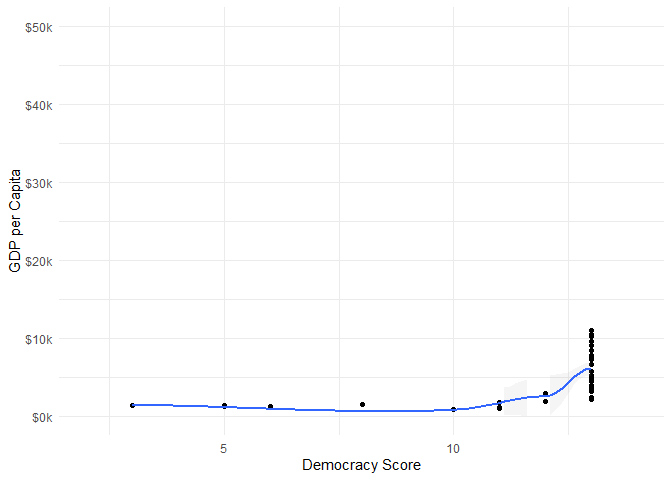 $50k
$40k
$30k
$20k
$10k
$0k
GDP per Capita
5
10
Democracy Score